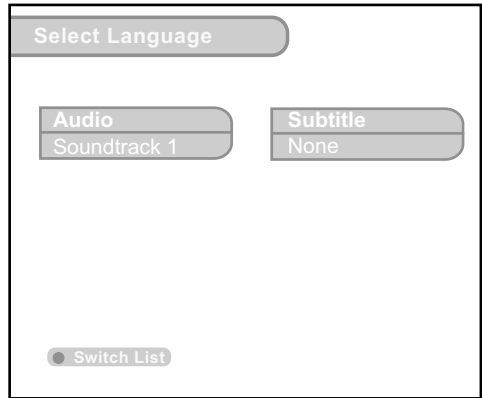 Select Language
Audio
Soundtrack 1
Subtitle
None
Switch List